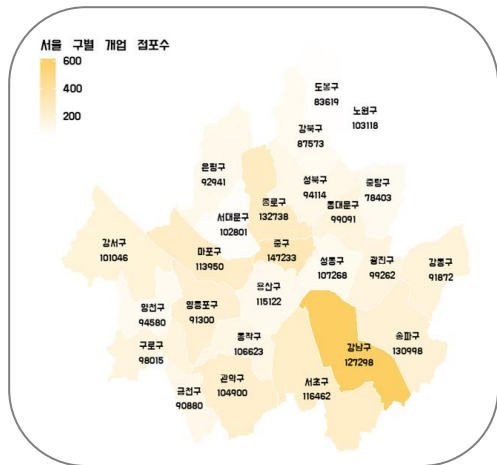 서울 구별 개업 점포수
600
400
200
도봉구
83619
노원구
103118
강북구
87573
은평구
92941
성북구
94114
중랑구
78403
종로구
132738
동대문구
99091
서대문구
102801
강서구
101046
마포구
113950
중구
147233
성동구
107268
광진구
99262
강동구
91872
용산구
115122
양천구
94580
영등포구
91300
동작구
106623
송파구
130998
구로구
98015
강남구
127298
금천구
90880
관악구
104900
서초구
116462